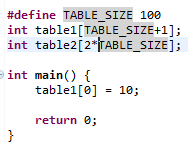 #define TABLE_SIZE 100
int table1[TABLE_SIZE+1];
int table2[2*TABLE_SIZE];

int main() {
    table1[0] = 10;

    return 0;
}